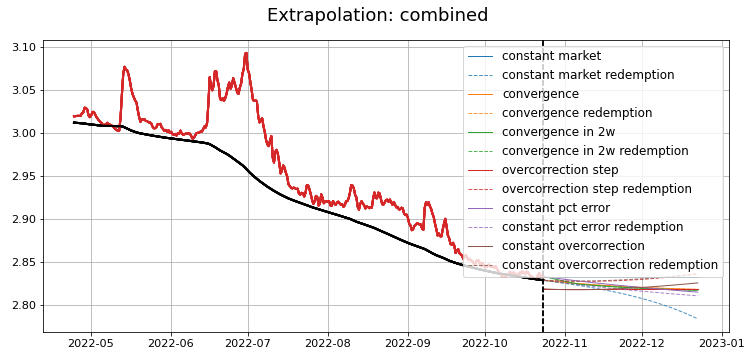 Extrapolation: combined
3.10
3.05
3.00
2.95
2.90
2.85
2.80
constant market
constant market redemption
convergence
convergence redemption
convergence in 2w
convergence in 2w redemption
overcorrection step
overcorrection step redemption
constant pct error
constant pct error redemption
constant overcorrection
constant overcorrection redemption
2022-05
2022-06
2022-07
2022-08
2022-09
2022-10
2022-11
2022-12
2023-01